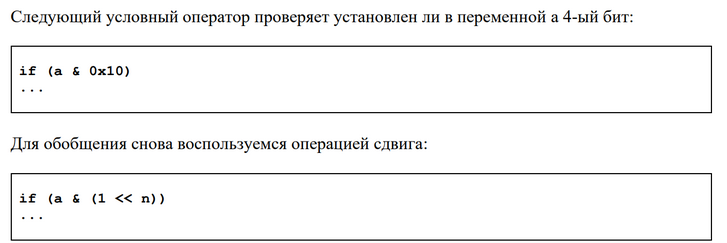 Следующий условный оператор проверяет установлен ли в переменной а 4-ый бит:
if (a & 0x10)
...
Для обобщения снова воспользуемся операцией сдвига:
if (a & (1 << n))
...